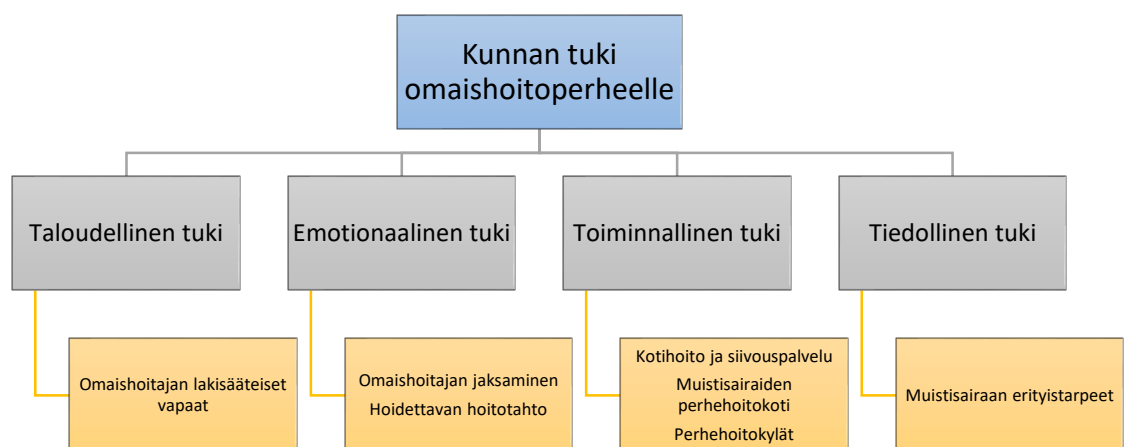 Kunnan tuki
omaishoitoperheelle
Taloudellinen tuki
Emotionaalinen tuki
Toiminnallinen tuki
Tiedollinen tuki
Omaishoitajan lakisääteiset
vapaat
Omaishoitajan jaksaminen
Hoidettavan hoitotahto
Kotihoito ja siivouspalvelu
Muistisairaiden
perhehoitokoti
Perhehoitokylät
Muistisairaan erityistarpeet